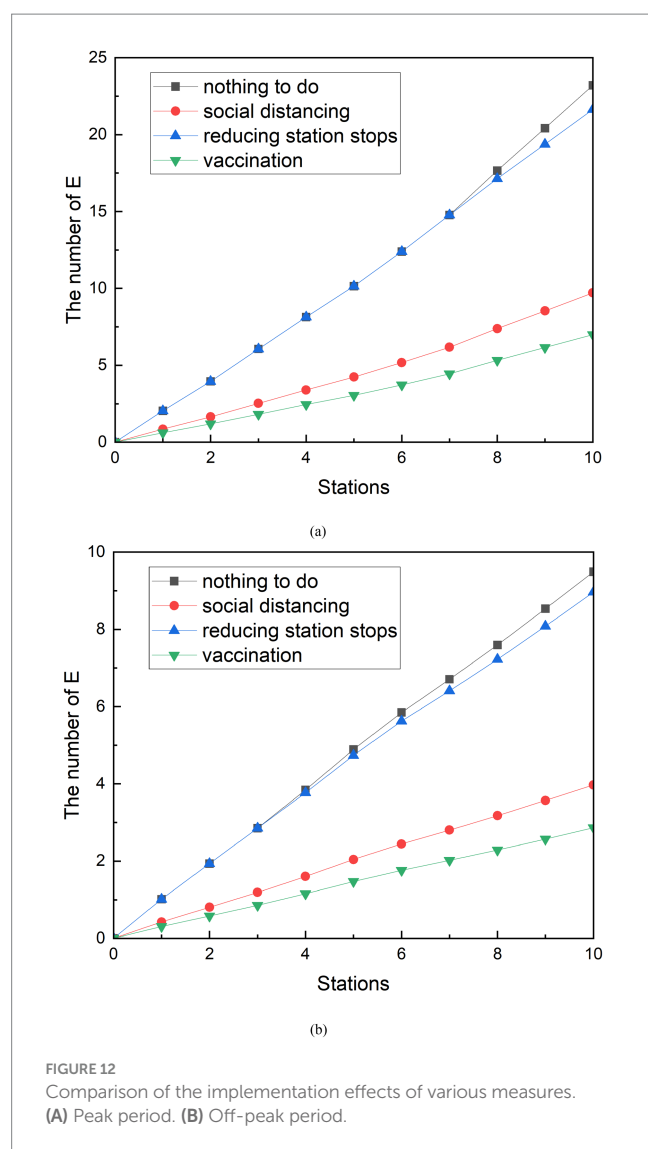 25
20
15
10
5
0
The number of E
nothing to do
social distancing
reducing station stops
vaccination
0 2 4 6 8 10
Stations
(a)
10
8
6
4
2
0
The number of E
nothing to do
social distancing
reducing station stops
vaccination
0 2 4 6 8 10
Stations
(b)
FIGURE 12
Comparison of the implementation effects of various measures.
(A) Peak period. (B) Off-peak period.